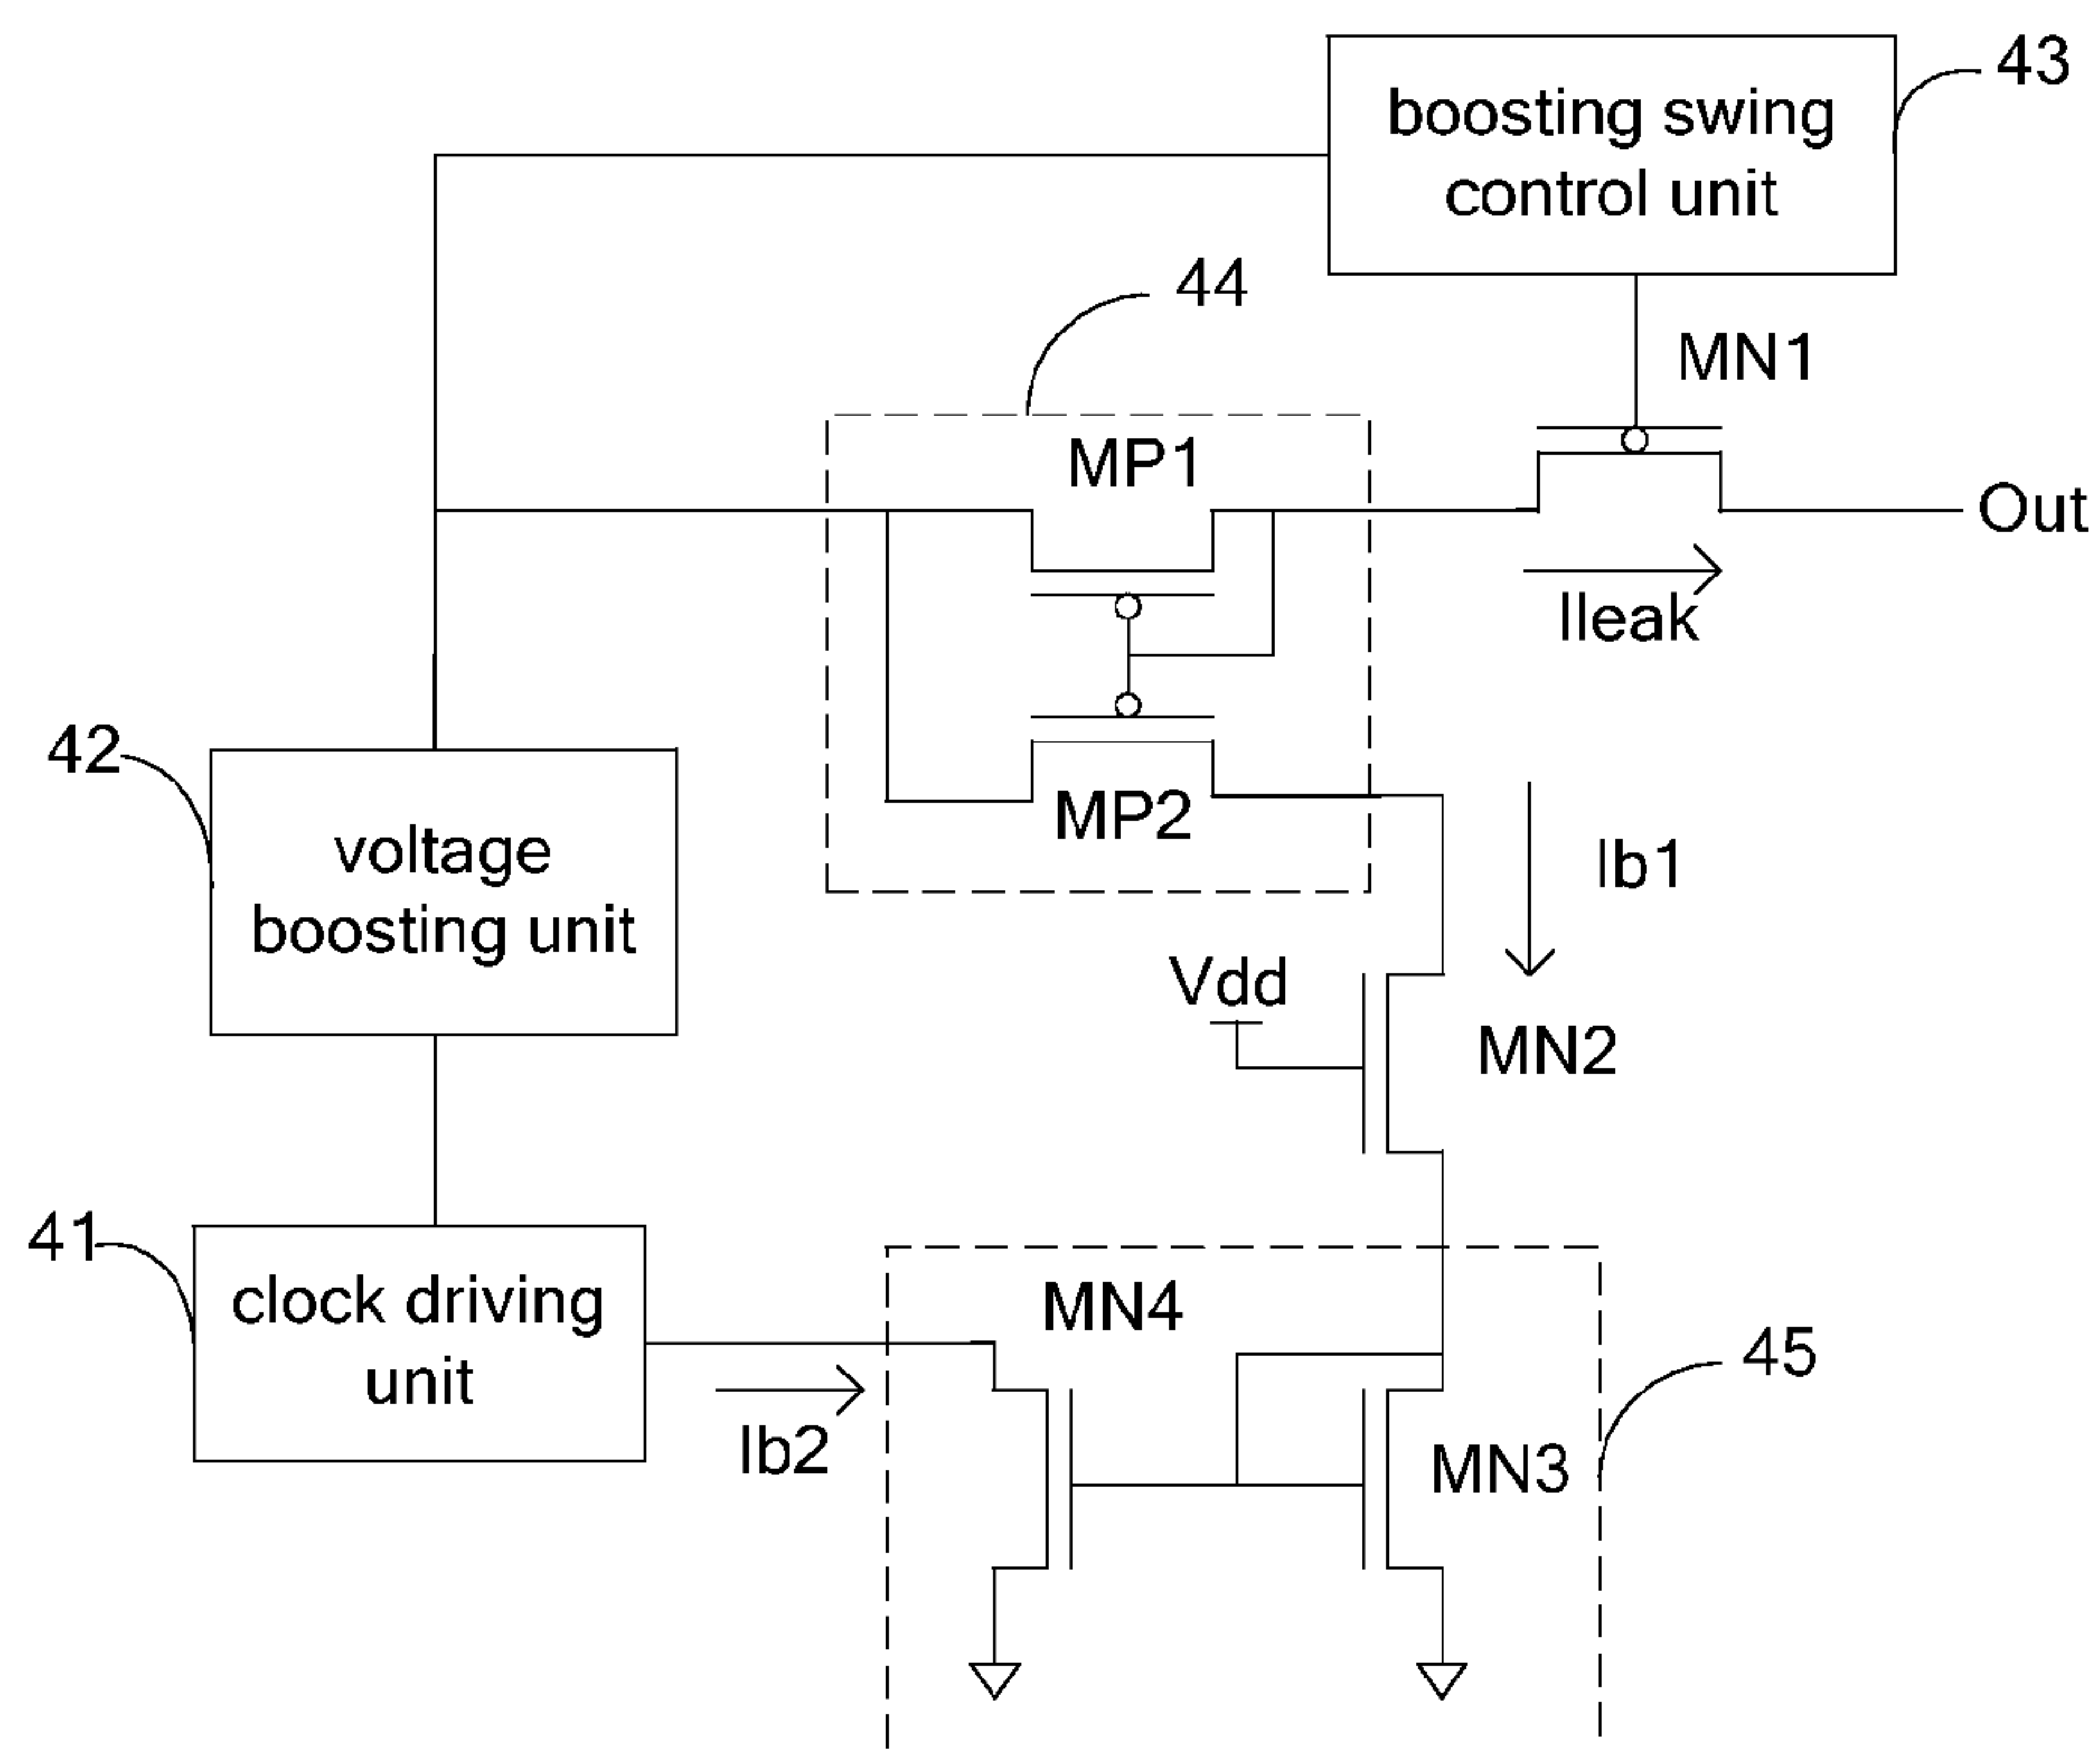 43
boosting swing
control unit
44
MN1
MP1
Out
Ileak
42
MP2
voltage
boosting unit
Ib1
Vdd
MN2
41
clock driving
unit
MN4
45
Ib2
MN3